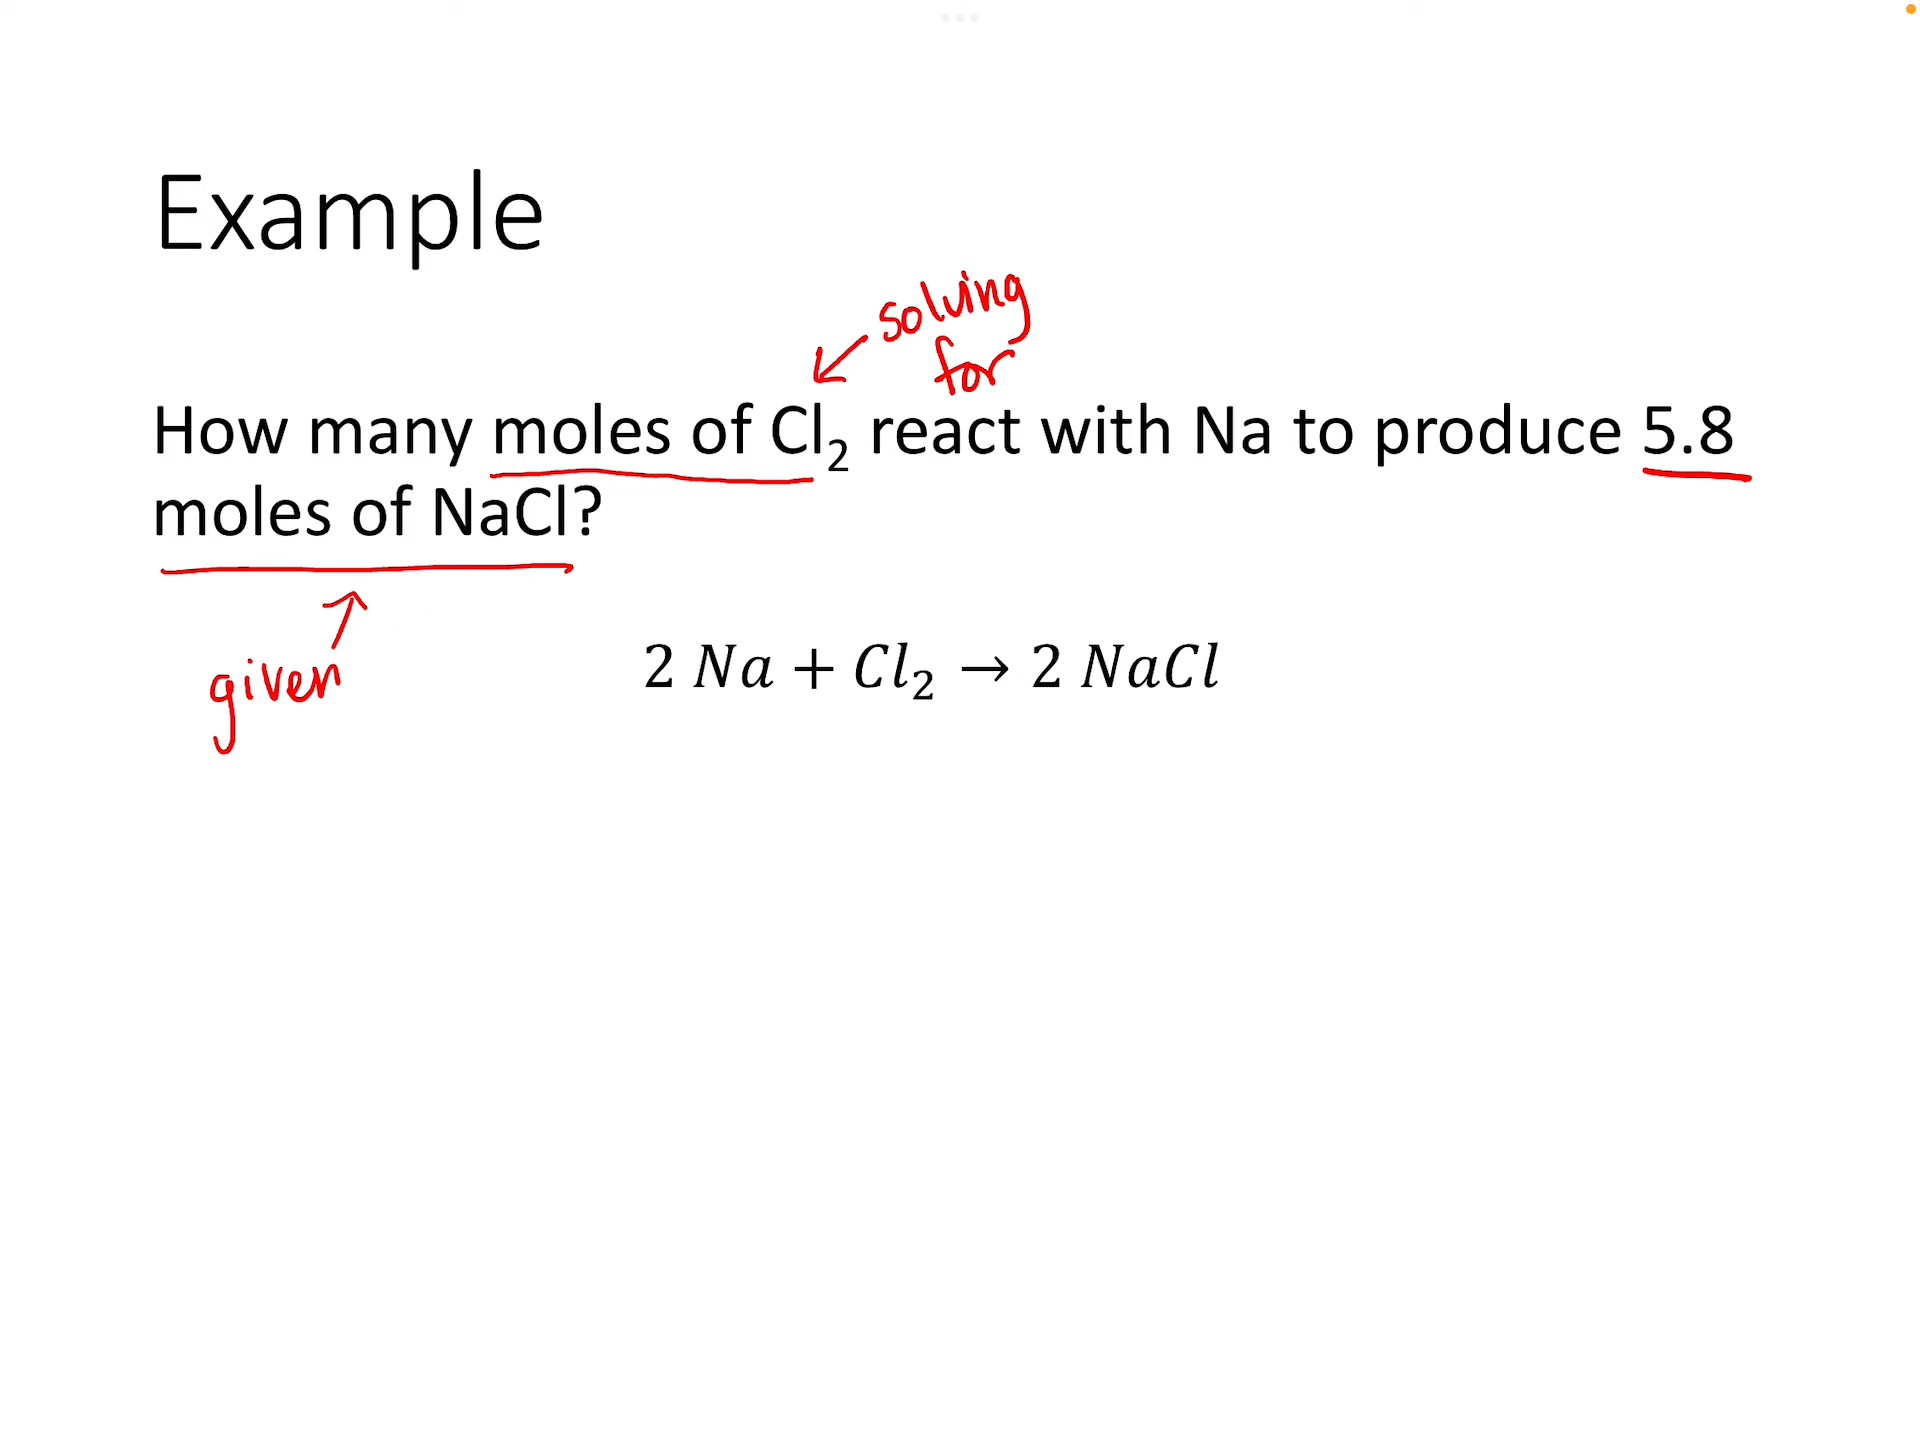 Example
solving
for
How many moles of Cl₂ react with Na to produce 5.8
moles of NaCl?
given
2 Na + Cl₂ → 2 NaCl